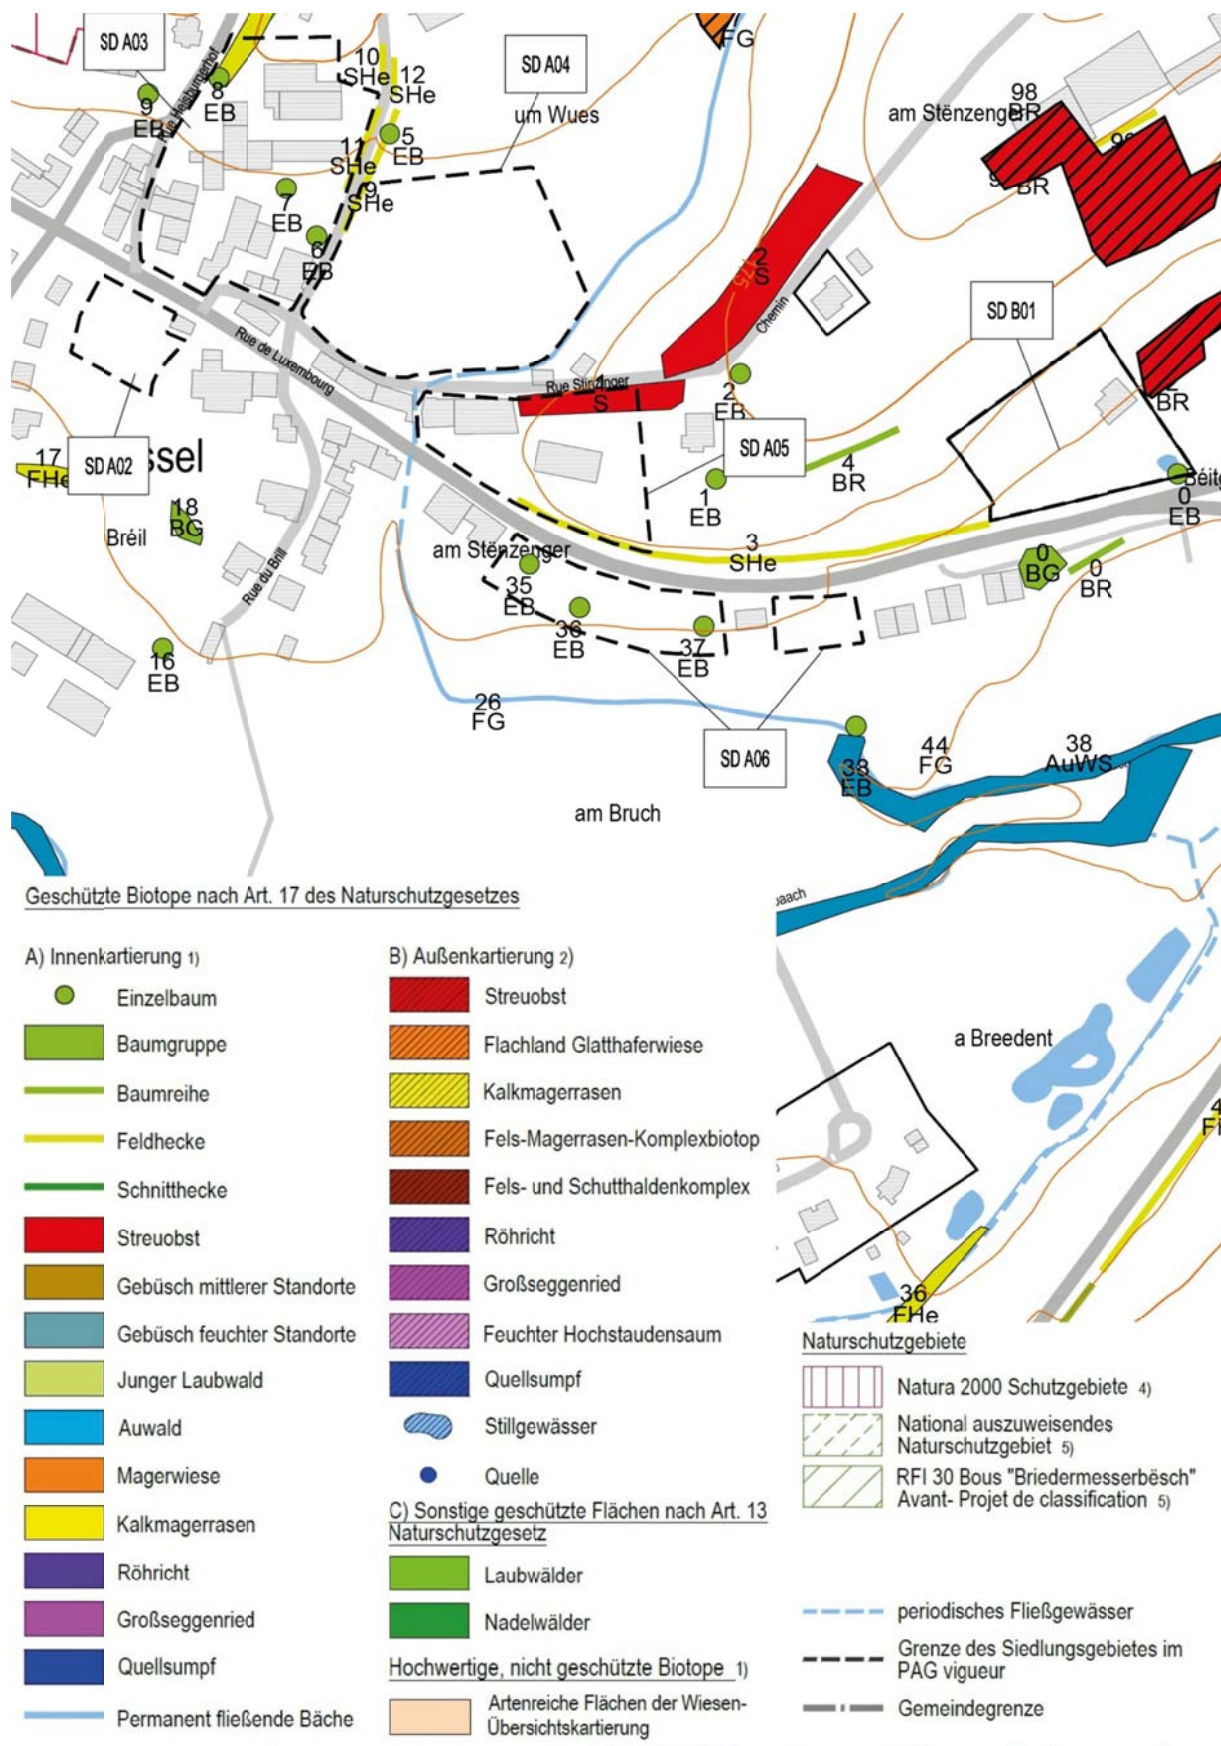 SD A03
Rue Heisburgerhof
8
EB
9
EB
10
SHe
12
SHe
SD A04
um Wues
FG
98
BR
am Stënzenger
BR
11
SHe
5
EB
9
SHe
7
EB
6
EB
2
S
175
Chemin
SD B01
Rue de Luxembourg
Rue Stinzinger
1
S
2
EB
BR
17
FHe
SD A02
ssel
18
BG
Bréil
Rue du Brill
SD A05
4
BR
1
EB
0
EB
am Stënzenger
3
SHe
0
BG
0
BR
35
EB
36
EB
37
EB
16
EB
26
FG
SD A06
38
EB
44
FG
38
AuWS
am Bruch
baach
a Breedent
36
FHe
Geschützte Biotope nach Art. 17 des Naturschutzgesetzes
A) Innenkartierung 1)
Einzelbaum
Baumgruppe
Baumreihe
Feldhecke
Schnitthecke
Streuobst
Gebüsch mittlerer Standorte
Gebüsch feuchter Standorte
Junger Laubwald
Auwald
Magerwiese
Kalkmagerrasen
Röhricht
Großseggenried
Quellsumpf
Permanent fließende Bäche
B) Außenkartierung 2)
Streuobst
Flachland Glatthaferwiese
Kalkmagerrasen
Fels-Magerrasen-Komplexbiotop
Fels- und Schutthaldenkomplex
Röhricht
Großseggenried
Feuchter Hochstaudensaum
Quellsumpf
Stillgewässer
Quelle
C) Sonstige geschützte Flächen nach Art. 13
Naturschutzgesetz
Laubwälder
Nadelwälder
Hochwertige, nicht geschützte Biotope 1)
Artenreiche Flächen der Wiesen-
Übersichtskartierung
Naturschutzgebiete
Natura 2000 Schutzgebiete 4)
National auszuweisendes
Naturschutzgebiet 5)
RFI 30 Bous "Briedermesserbësch"
Avant- Projet de classification 5)
periodisches Fließgewässer
Grenze des Siedlungsgebietes im
PAG vigueur
Gemeindegrenze